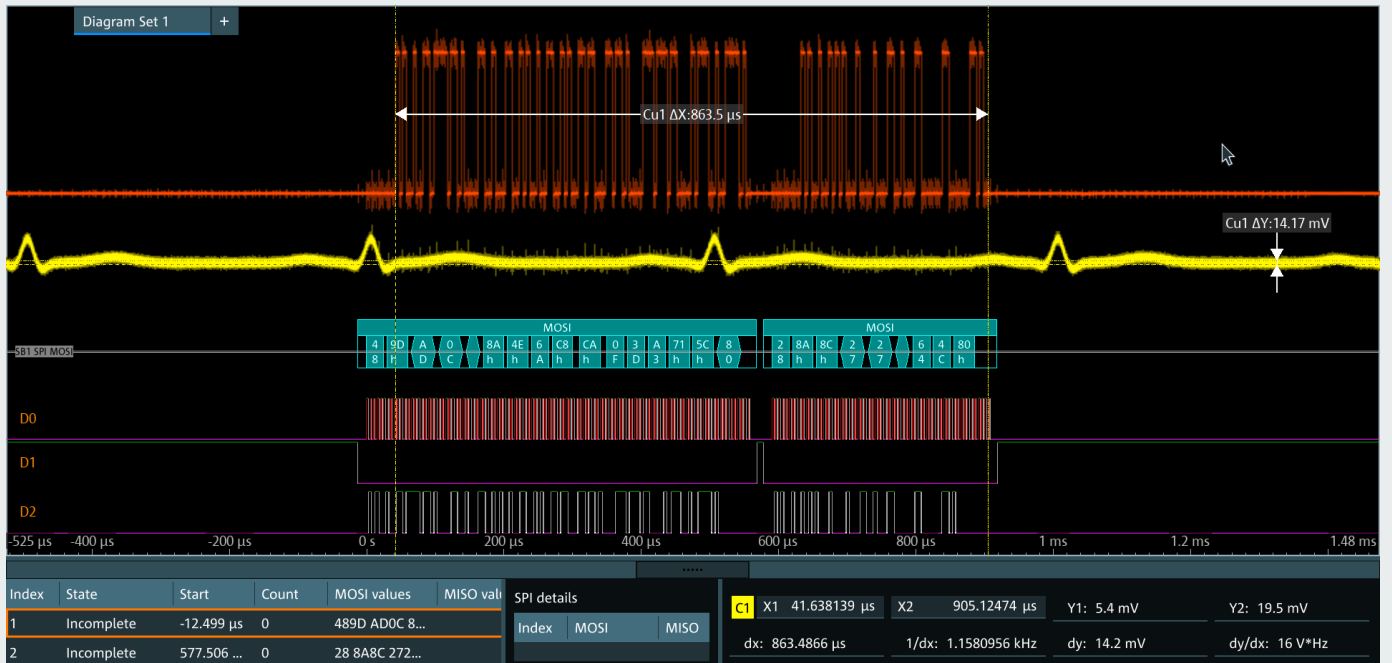 Diagram Set 1 +
Cu1 ΔX:863.5 µs
Cu1 ΔY:14.17 mV
MOSI MOSI
SB1 SPI MOSI
4 9D A 0 8A 4E 6 C8 CA 0 3 A 71 5C 8 2 8A 8C 2 2 6 4 80
8 h D C h h A h h F D 3 h h 0 8 h h 7 7 4 C h
D0
D1
D2
-525 µs -400 µs -200 µs 0 s 200 µs 400 µs 600 µs 800 µs 1 ms 1.2 ms 1.48 ms
Index State Start Count MOSI values MISO valu
1 Incomplete -12.499 µs 0 489D AD0C 8...
2 Incomplete 577.506 ... 0 28 8A8C 272...
SPI details
Index MOSI MISO
C1 X1 41.638139 µs X2 905.12474 µs Y1: 5.4 mV Y2: 19.5 mV
dx: 863.4866 µs 1/dx: 1.1580956 kHz dy: 14.2 mV dy/dx: 16 V*Hz